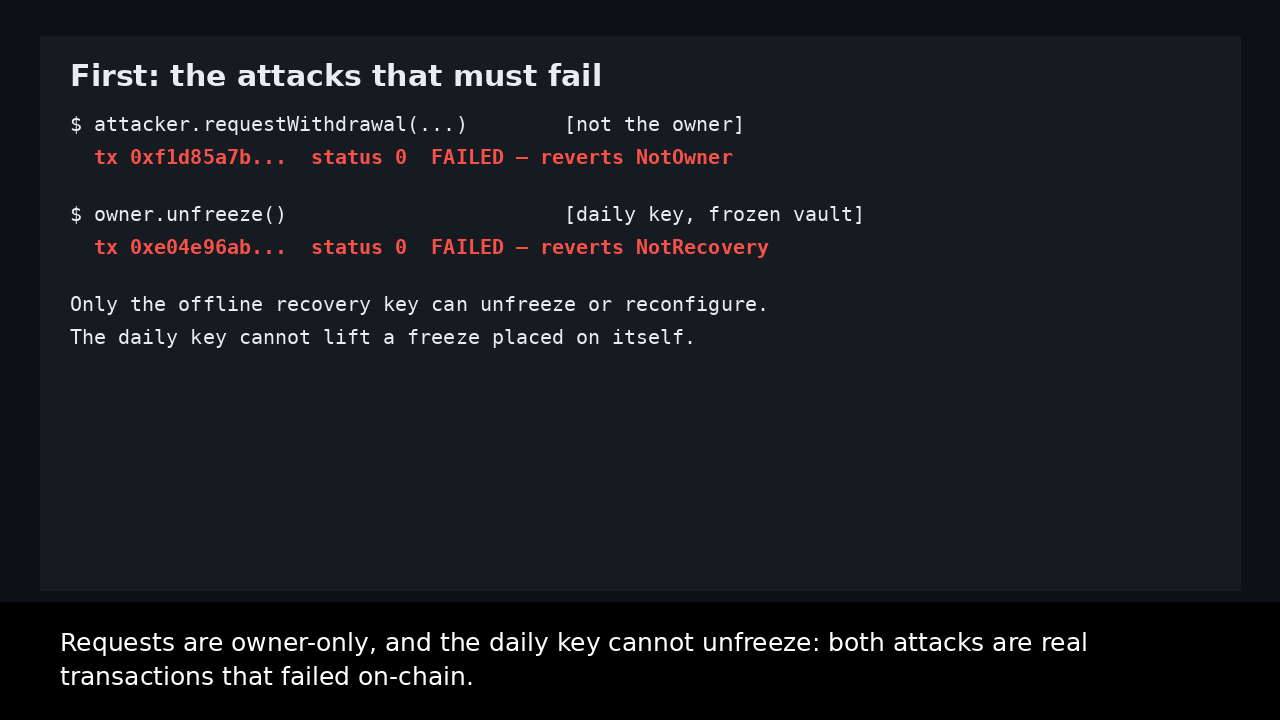 First: the attacks that must fail
$ attacker.requestWithdrawal(...)        [not the owner]
tx 0xf1d85a7b...  status 0  FAILED — reverts NotOwner
$ owner.unfreeze()                       [daily key, frozen vault]
tx 0xe04e96ab...  status 0  FAILED — reverts NotRecovery
Only the offline recovery key can unfreeze or reconfigure.
The daily key cannot lift a freeze placed on itself.
Requests are owner-only, and the daily key cannot unfreeze: both attacks are real
transactions that failed on-chain.